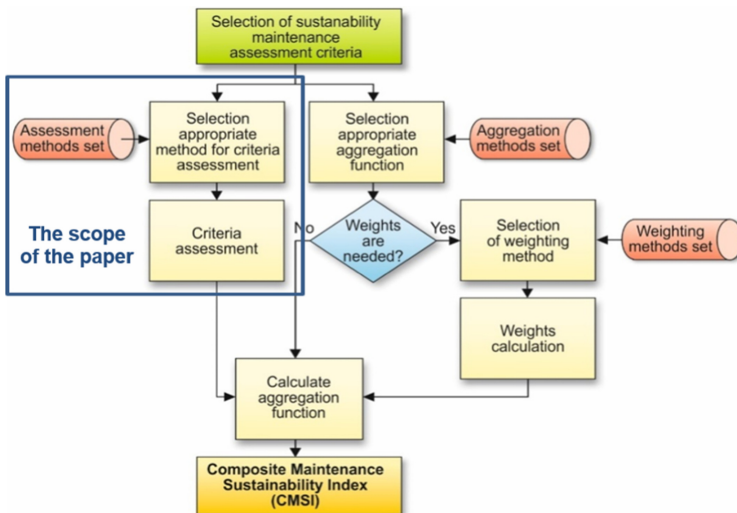 Selection of sustanability
maintenance
assessment criteria
Assessment
methods set
Selection
appropriate
method for criteria
assessment
Selection
appropriate
aggregation
function
Aggregation
methods set
The scope
of the paper
Criteria
assessment
No
Weights
are
needed?
Yes
Selection
of weighting
method
Weighting
methods set
Weights
calculation
Calculate
aggregation
function
Composite Maintenance
Sustainability Index
(CMSI)